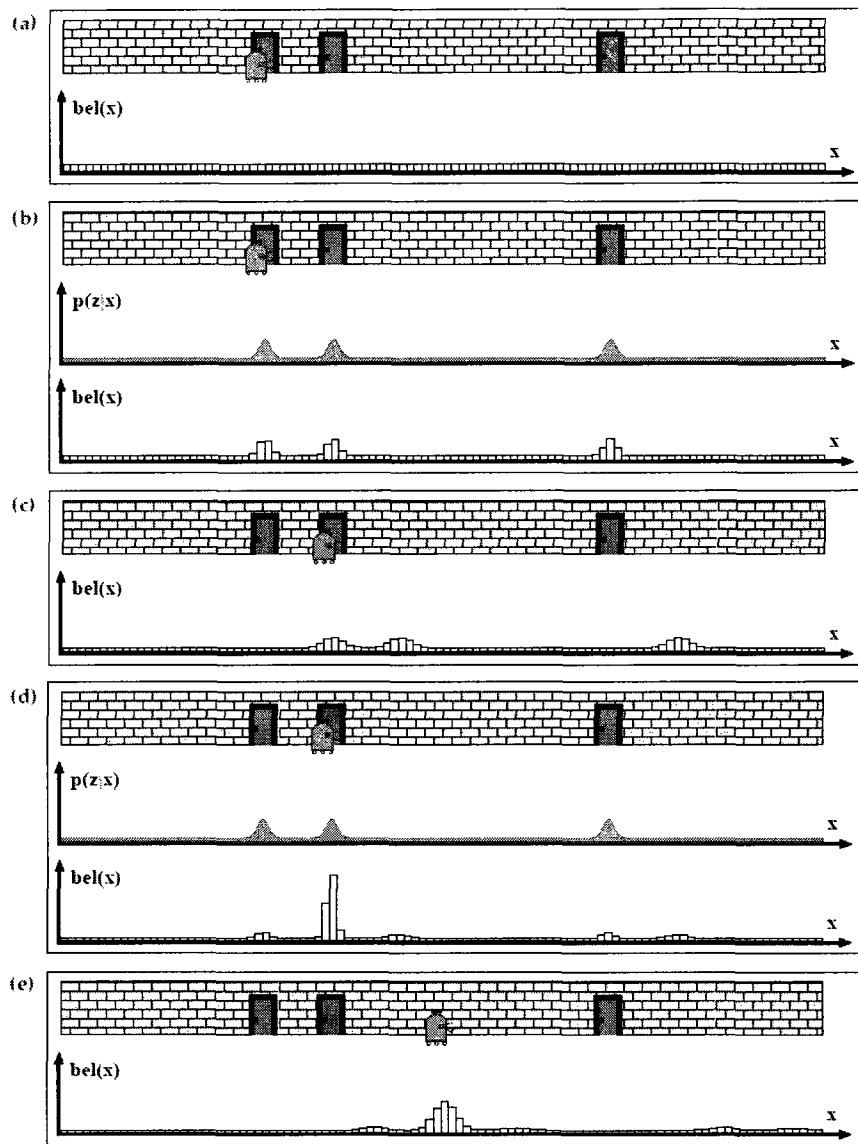 (a)
bel(x)
x
(b)
p(z|x)
x
bel(x)
x
(c)
bel(x)
x
(d)
p(z|x)
x
bel(x)
x
(e)
bel(x)
x